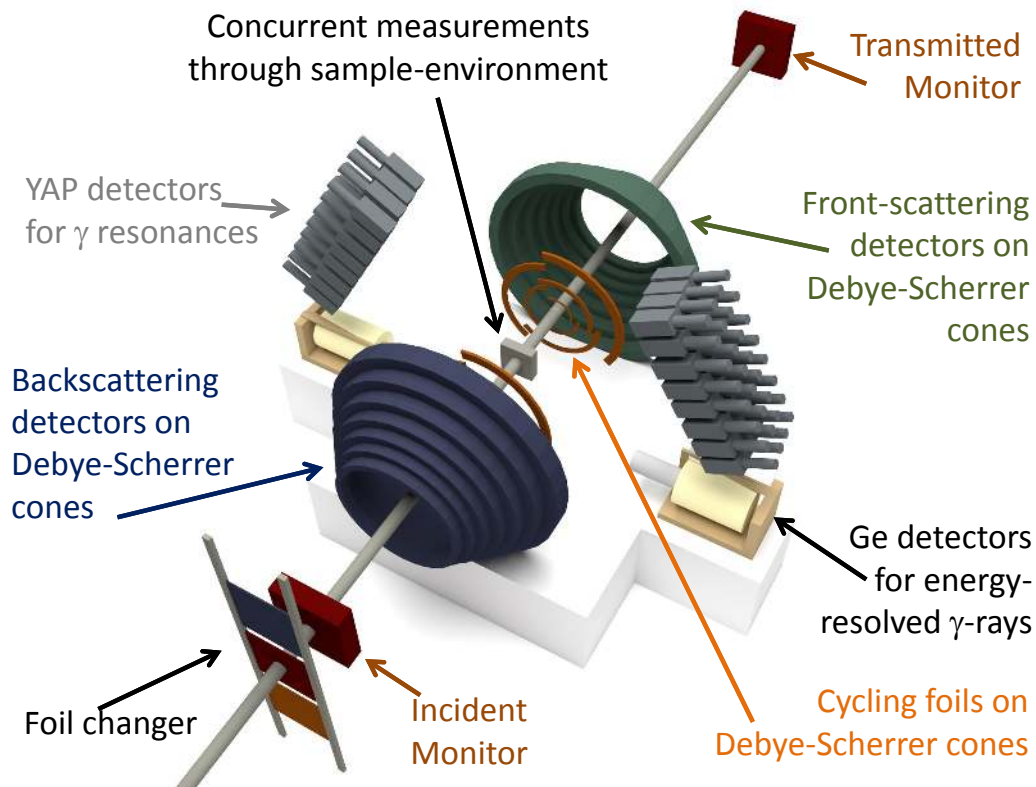 Concurrent measurements
through sample-environment
Transmitted
Monitor
YAP detectors
for γ resonances
Front-scattering
detectors on
Debye-Scherrer
cones
Backscattering
detectors on
Debye-Scherrer
cones
Ge detectors
for energy-
resolved γ-rays
Foil changer
Incident
Monitor
Cycling foils on
Debye-Scherrer cones